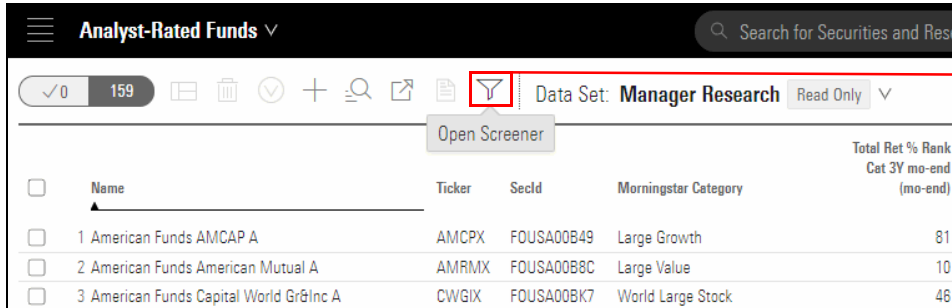 Analyst-Rated Funds
Search for Securities and Res
0 159 Data Set: Manager Research Read Only
Open Screener
Total Ret % Rank
Cat 3Y mo-end
Name Ticker SecId Morningstar Category (mo-end)
1 American Funds AMCAP A AMCPX FOUSA00B49 Large Growth 81
2 American Funds American Mutual A AMRMX FOUSA00B8C Large Value 10
3 American Funds Capital World Gr&Inc A CWGIX FOUSA00BK7 World Large Stock 46